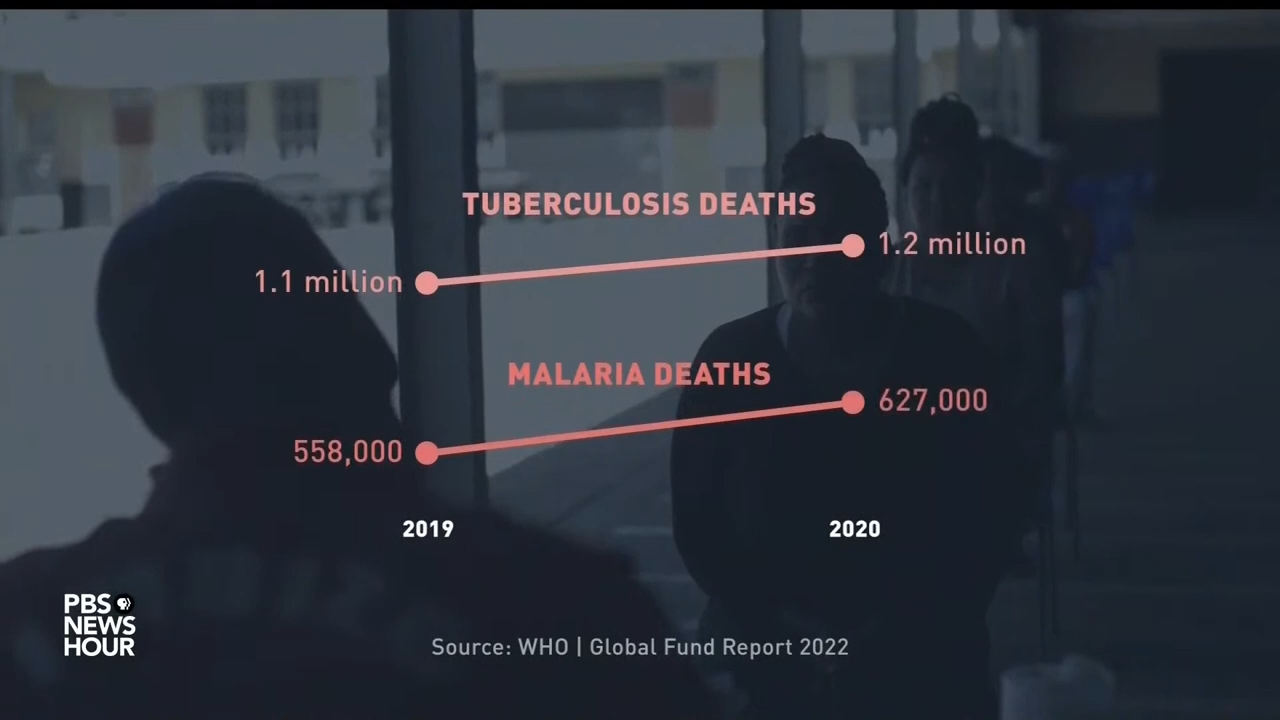 TUBERCULOSIS DEATHS
1.1 million
1.2 million
MALARIA DEATHS
558,000
627,000
2019
2020
PBS
NEWS
HOUR
Source: WHO | Global Fund Report 2022